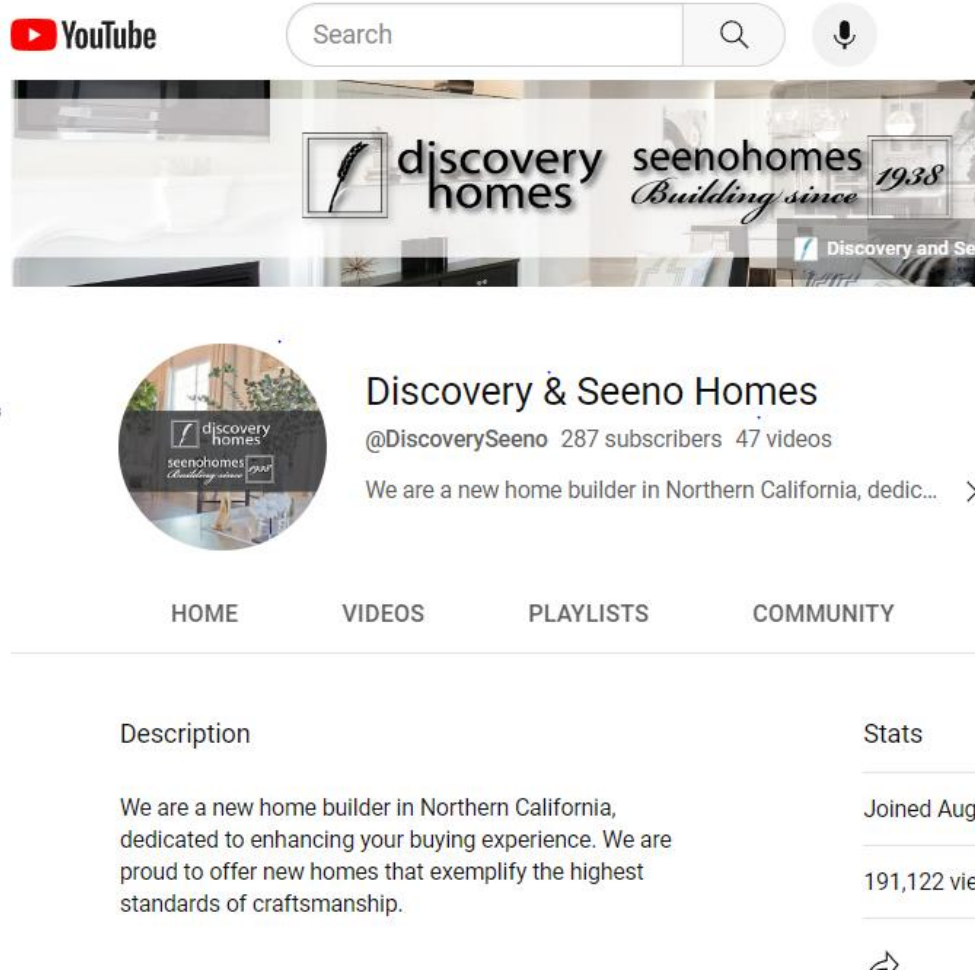 YouTube
Search
discovery homes
seenohomes
Building since 1938
Discovery and Se
discovery
homes
seenohomes
Building since 1938
Discovery & Seeno Homes
@DiscoverySeeno 287 subscribers 47 videos
We are a new home builder in Northern California, dedic...
HOME VIDEOS PLAYLISTS COMMUNITY
Description
We are a new home builder in Northern California,
dedicated to enhancing your buying experience. We are
proud to offer new homes that exemplify the highest
standards of craftsmanship.
Stats
Joined Aug
191,122 vie